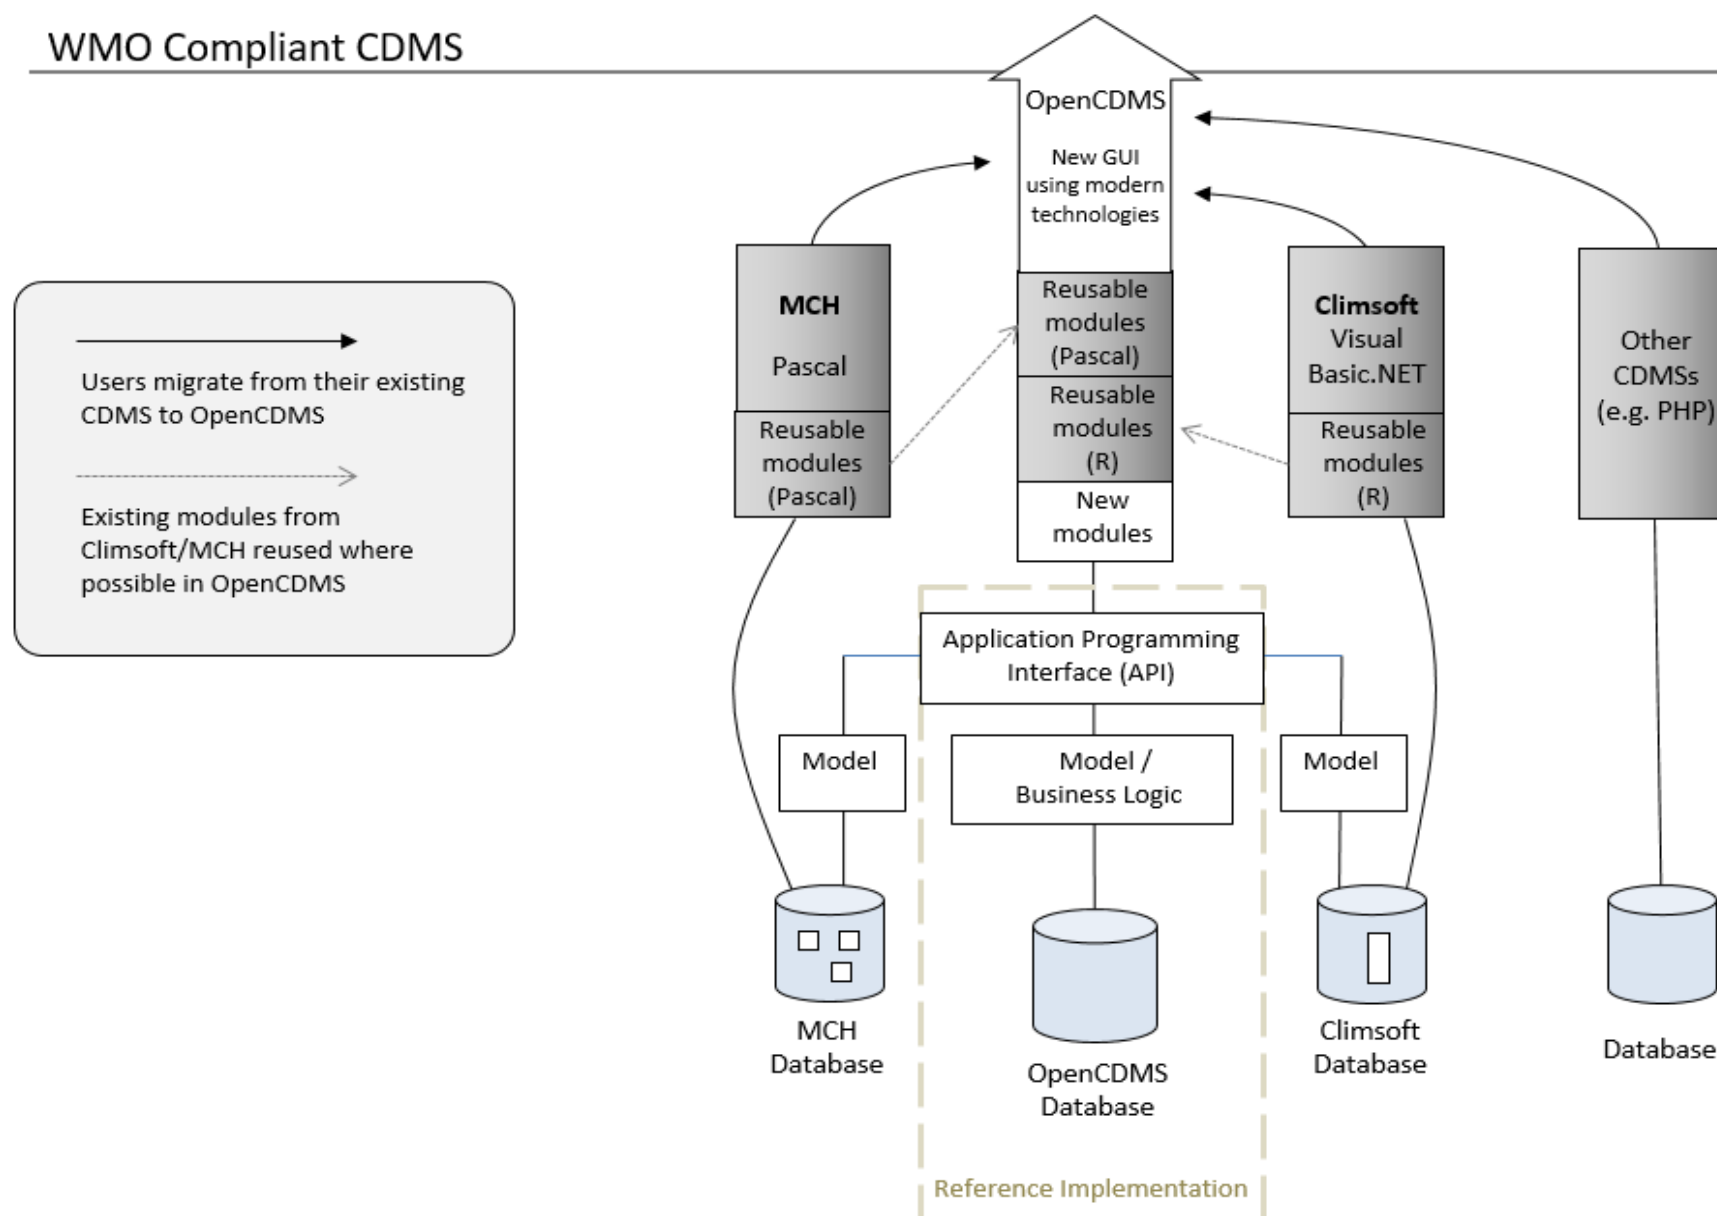 WMO Compliant CDMS
OpenCDMS
New GUI
using modern
technologies
Users migrate from their existing
CDMS to OpenCDMS
Existing modules from
Climsoft/MCH reused where
possible in OpenCDMS
MCH
Pascal
Reusable
modules
(Pascal)
Reusable
modules
(Pascal)
Reusable
modules
(R)
New
modules
Climsoft
Visual
Basic.NET
Reusable
modules
(R)
Other
CDMSs
(e.g. PHP)
Application Programming
Interface (API)
Model
Model /
Business Logic
Model
MCH
Database
OpenCDMS
Database
Climsoft
Database
Database
Reference Implementation